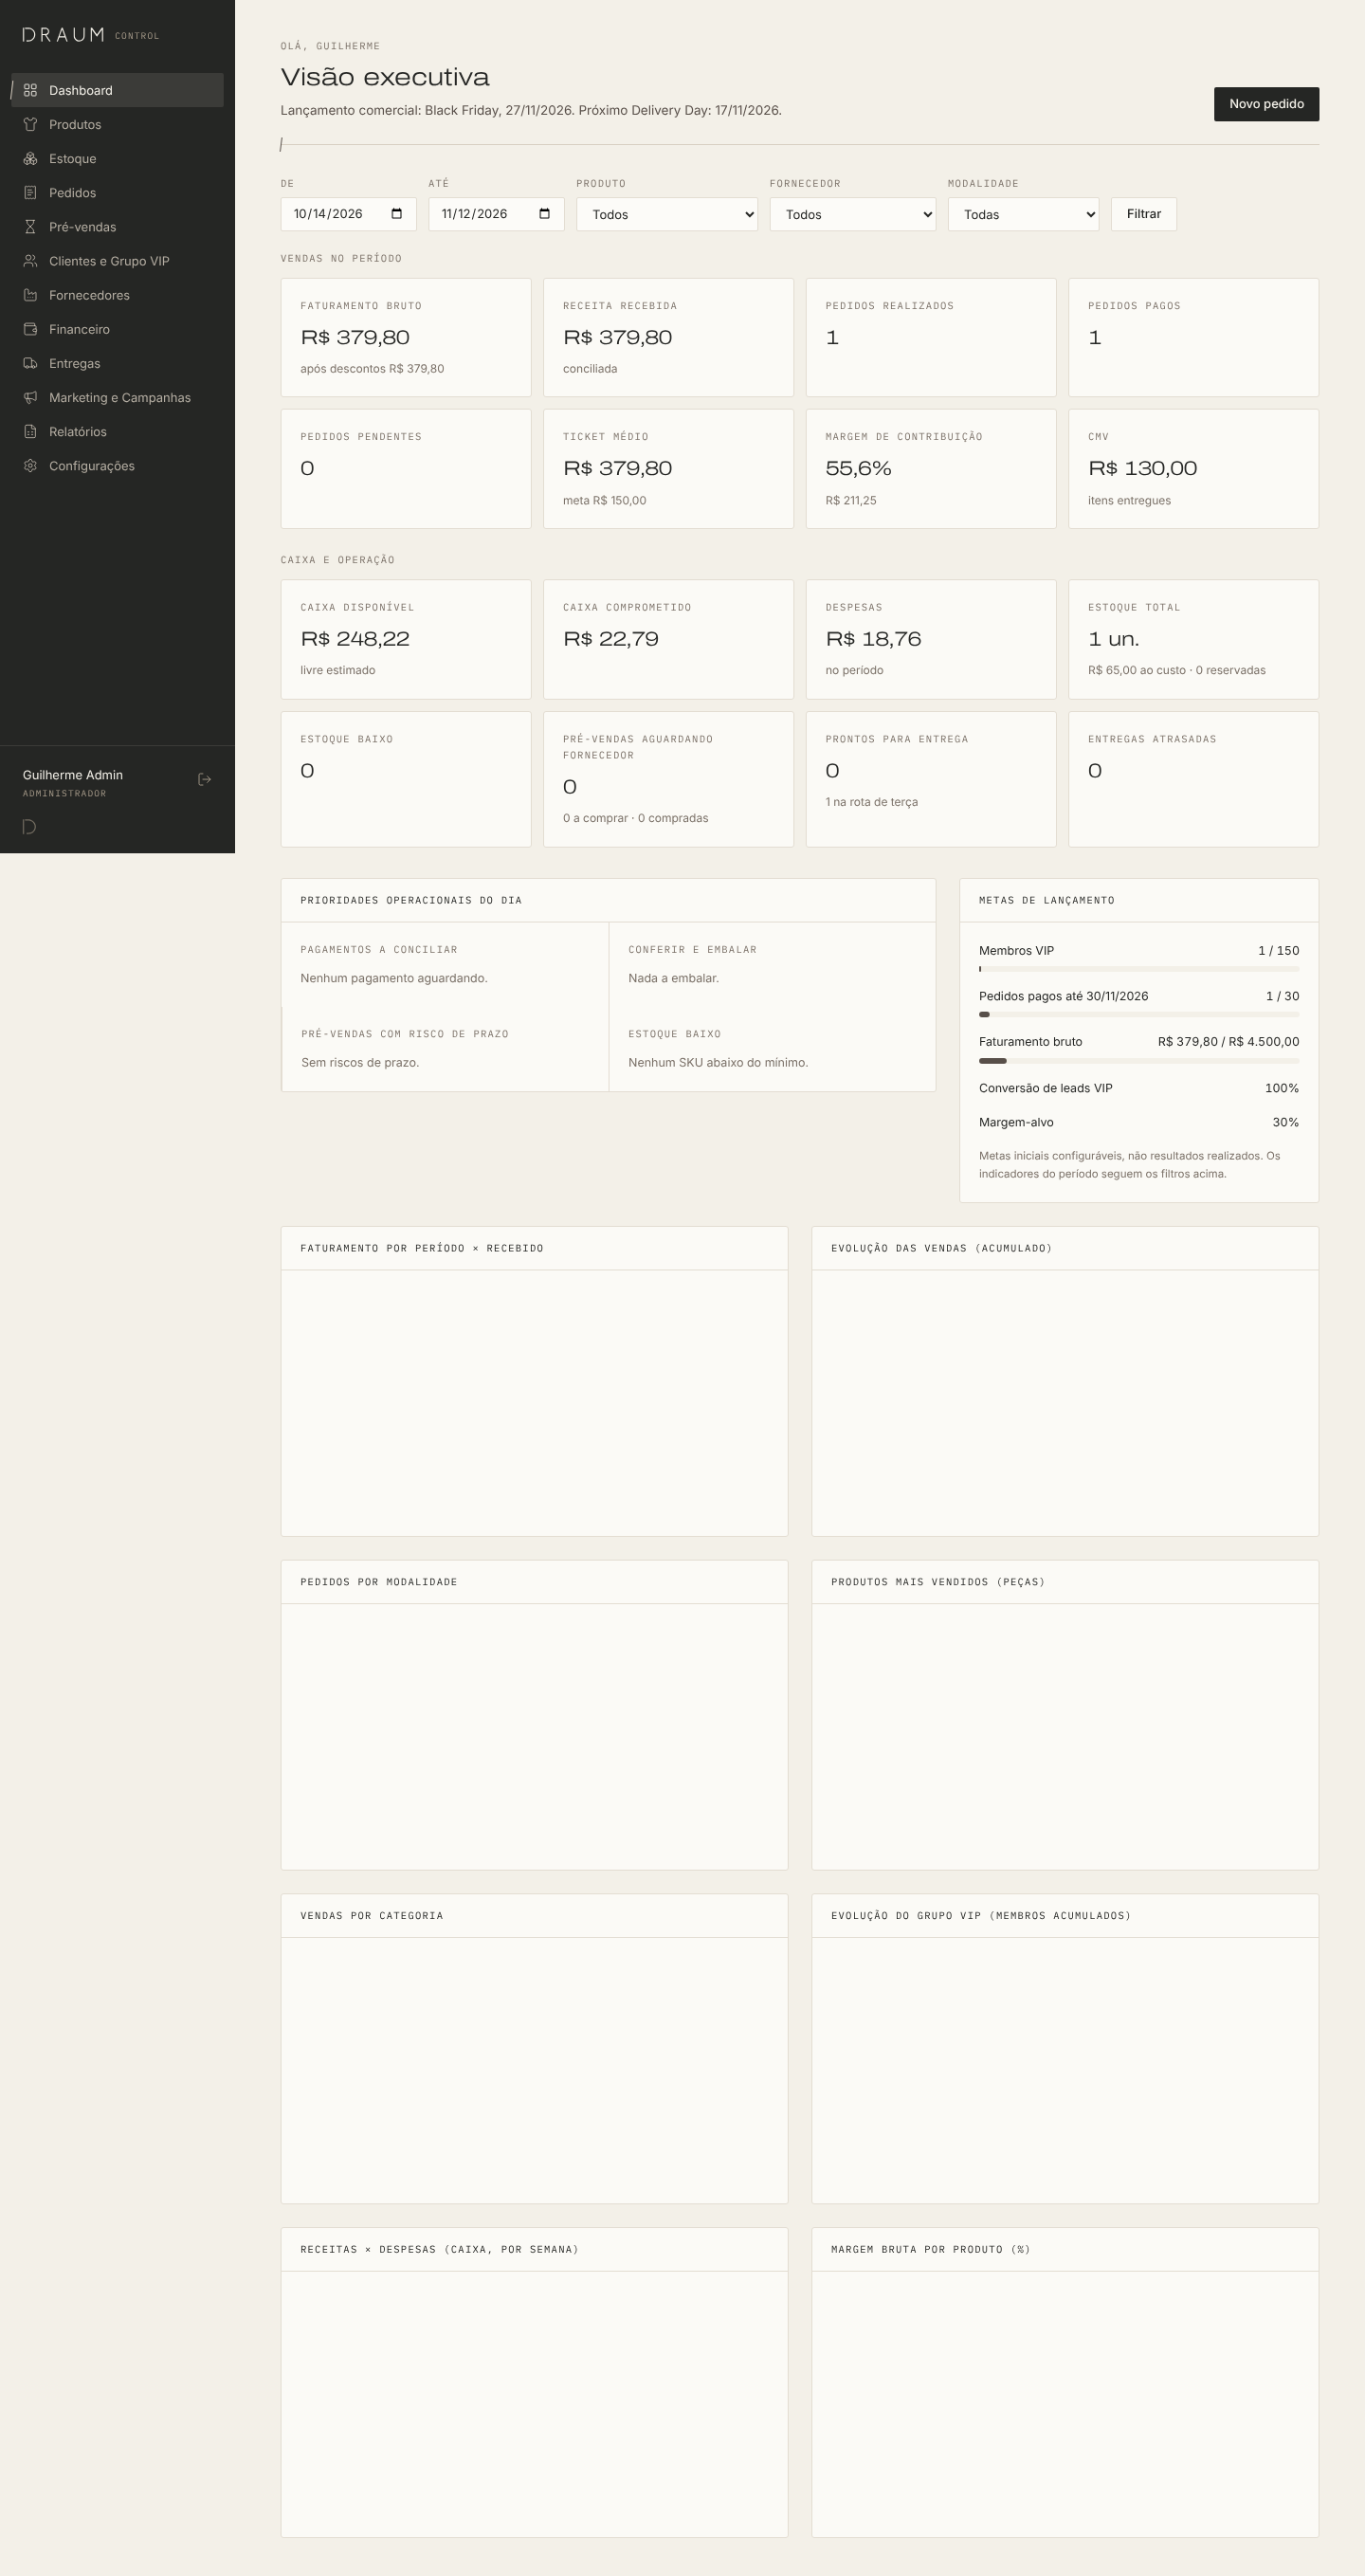 DRAUM CONTROL
Dashboard
Produtos
Estoque
Pedidos
Pré-vendas
Clientes e Grupo VIP
Fornecedores
Financeiro
Entregas
Marketing e Campanhas
Relatórios
Configurações
Guilherme Admin
ADMINISTRADOR
D
OLÁ, GUILHERME
Visão executiva
Lançamento comercial: Black Friday, 27/11/2026. Próximo Delivery Day: 17/11/2026.
Novo pedido
DE ATÉ PRODUTO FORNECEDOR MODALIDADE
10/14/2026 11/12/2026 Todos Todos Todas Filtrar
VENDAS NO PERÍODO
FATURAMENTO BRUTO
R$ 379,80
após descontos R$ 379,80
RECEITA RECEBIDA
R$ 379,80
conciliada
PEDIDOS REALIZADOS
1
PEDIDOS PAGOS
1
PEDIDOS PENDENTES
0
TICKET MÉDIO
R$ 379,80
meta R$ 150,00
MARGEM DE CONTRIBUIÇÃO
55,6%
R$ 211,25
CMV
R$ 130,00
itens entregues
CAIXA E OPERAÇÃO
CAIXA DISPONÍVEL
R$ 248,22
livre estimado
CAIXA COMPROMETIDO
R$ 22,79
DESPESAS
R$ 18,76
no período
ESTOQUE TOTAL
1 un.
R$ 65,00 ao custo · 0 reservadas
ESTOQUE BAIXO
0
PRÉ-VENDAS AGUARDANDO
FORNECEDOR
0
0 a comprar · 0 compradas
PRONTOS PARA ENTREGA
0
1 na rota de terça
ENTREGAS ATRASADAS
0
PRIORIDADES OPERACIONAIS DO DIA
PAGAMENTOS A CONCILIAR
Nenhum pagamento aguardando.
CONFERIR E EMBALAR
Nada a embalar.
PRÉ-VENDAS COM RISCO DE PRAZO
Sem riscos de prazo.
ESTOQUE BAIXO
Nenhum SKU abaixo do mínimo.
METAS DE LANÇAMENTO
Membros VIP 1 / 150
Pedidos pagos até 30/11/2026 1 / 30
Faturamento bruto R$ 379,80 / R$ 4.500,00
Conversão de leads VIP 100%
Margem-alvo 30%
Metas iniciais configuráveis, não resultados realizados. Os
indicadores do período seguem os filtros acima.
FATURAMENTO POR PERÍODO × RECEBIDO
EVOLUÇÃO DAS VENDAS (ACUMULADO)
PEDIDOS POR MODALIDADE
PRODUTOS MAIS VENDIDOS (PEÇAS)
VENDAS POR CATEGORIA
EVOLUÇÃO DO GRUPO VIP (MEMBROS ACUMULADOS)
RECEITAS × DESPESAS (CAIXA, POR SEMANA)
MARGEM BRUTA POR PRODUTO (%)